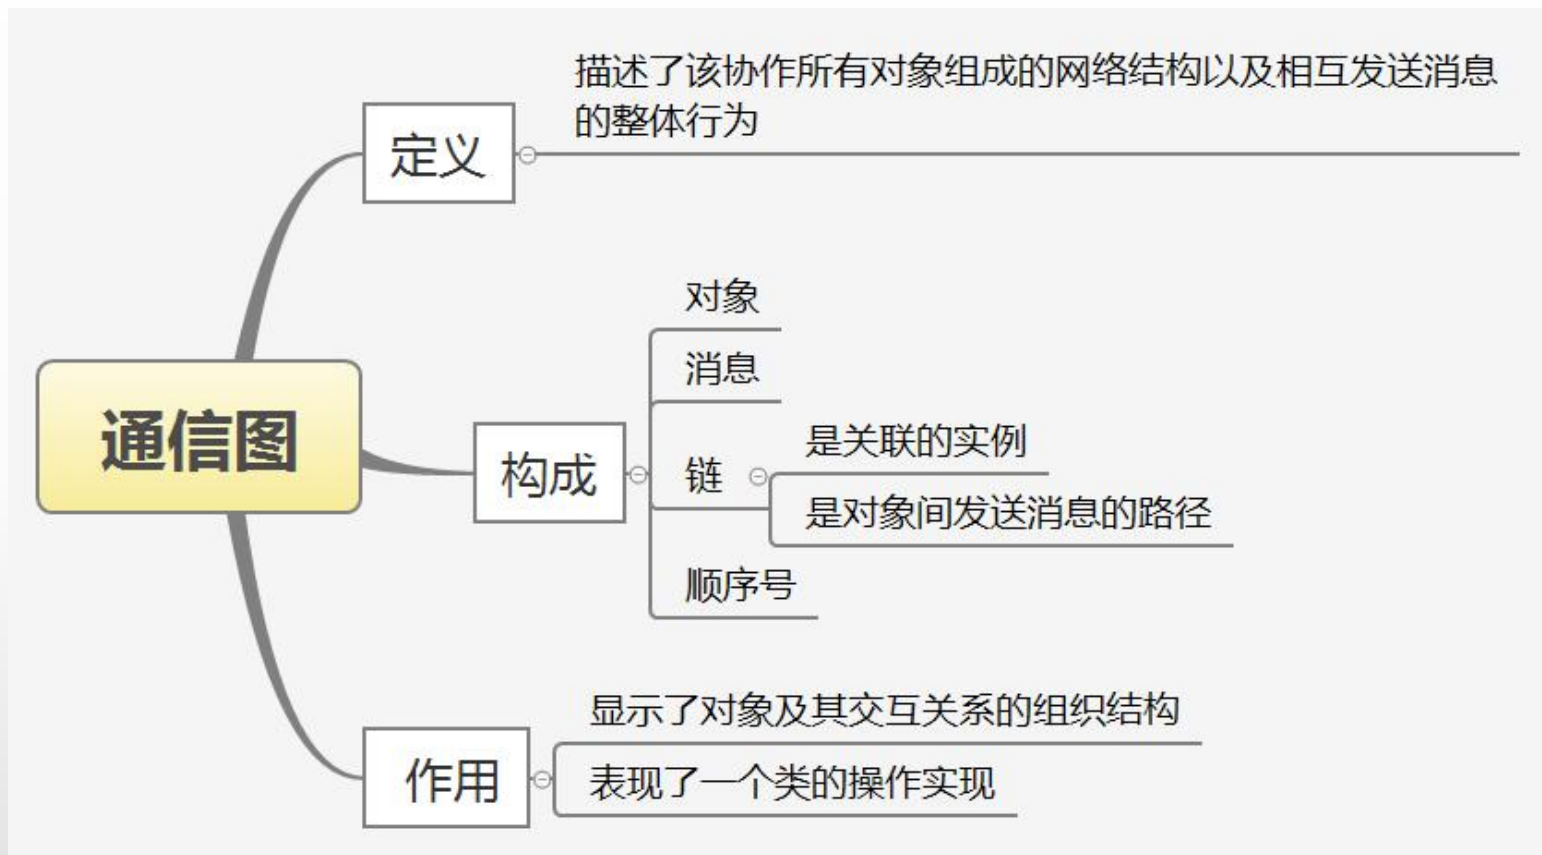 描述了该协作所有对象组成的网络结构以及相互发送消息
的整体行为
定义
对象
消息
通信图
构成
链
是关联的实例
是对象间发送消息的路径
顺序号
作用
显示了对象及其交互关系的组织结构
表现了一个类的操作实现